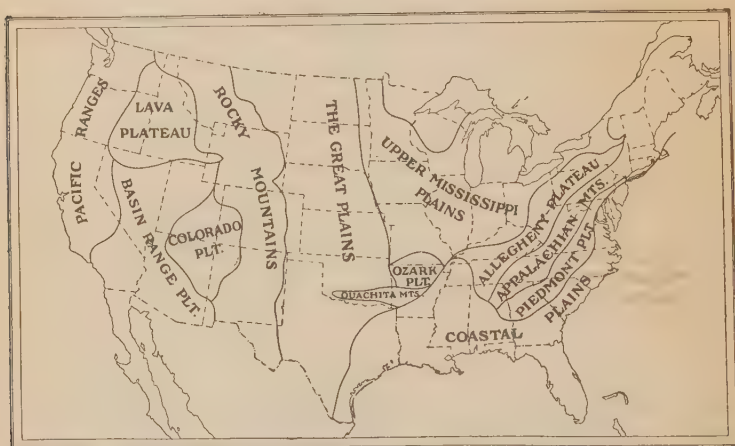 PACIFIC RANGES
LAVA
PLATEAU
ROCKY
MOUNTAINS
BASIN RANGE PLT.
COLORADO
PLT.
THE GREAT PLAINS
UPPER MISSISSIPPI
PLAINS
OZARK
PLT.
OUACHITA MTS.
ALLEGHENY-PLATEAU
APPALACHIAN MTS.
PIEDMONT PLT.
COASTAL
PLAINS